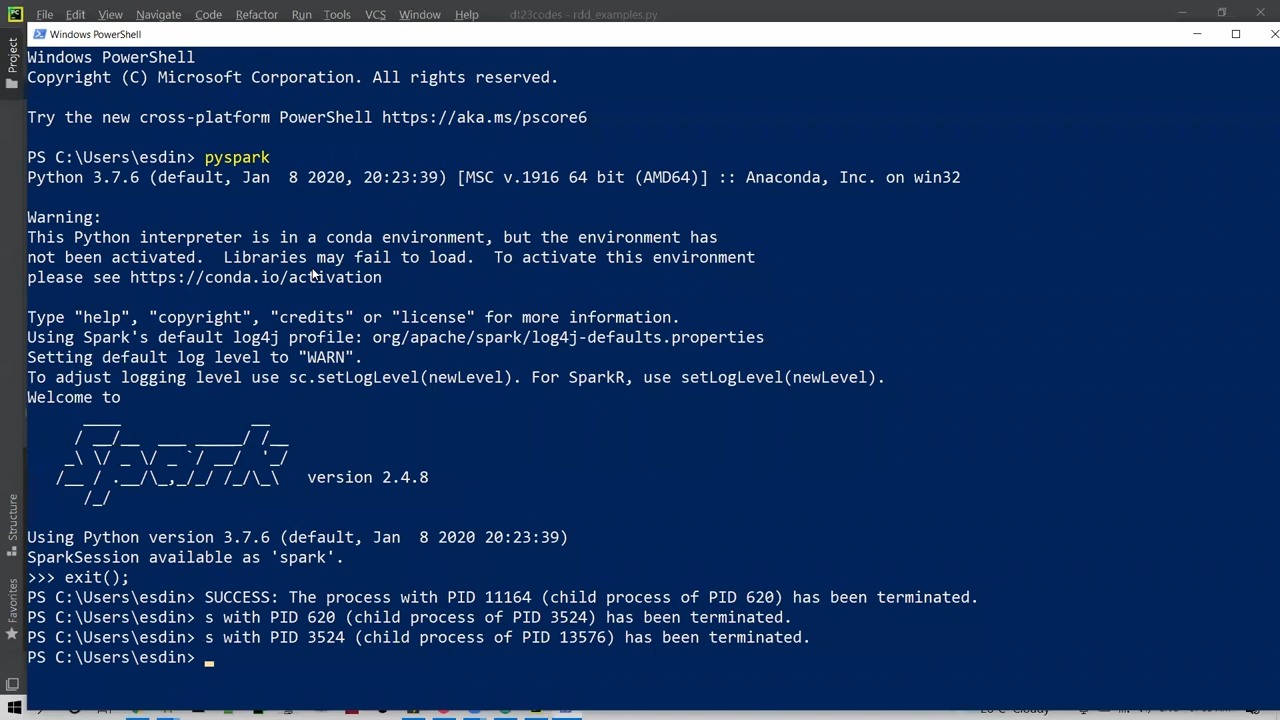 File Edit View Navigate Code Refactor Run Tools VCS Window Help dt23codes - rdd_examples.py
Windows PowerShell
Project
Structure
Favorites
Windows PowerShell
Copyright (C) Microsoft Corporation. All rights reserved.
Try the new cross-platform PowerShell https://aka.ms/pscore6
PS C:\Users\esdin> pyspark
Python 3.7.6 (default, Jan  8 2020, 20:23:39) [MSC v.1916 64 bit (AMD64)] :: Anaconda, Inc. on win32
Warning:
This Python interpreter is in a conda environment, but the environment has
not been activated.  Libraries may fail to load.  To activate this environment
please see https://conda.io/activation
Type "help", "copyright", "credits" or "license" for more information.
Using Spark's default log4j profile: org/apache/spark/log4j-defaults.properties
Setting default log level to "WARN".
To adjust logging level use sc.setLogLevel(newLevel). For SparkR, use setLogLevel(newLevel).
Welcome to
Spark version 2.4.8
Using Python version 3.7.6 (default, Jan  8 2020 20:23:39)
SparkSession available as 'spark'.
>>> exit();
PS C:\Users\esdin> SUCCESS: The process with PID 11164 (child process of PID 620) has been terminated.
PS C:\Users\esdin> s with PID 620 (child process of PID 3524) has been terminated.
PS C:\Users\esdin> s with PID 3524 (child process of PID 13576) has been terminated.
PS C:\Users\esdin>